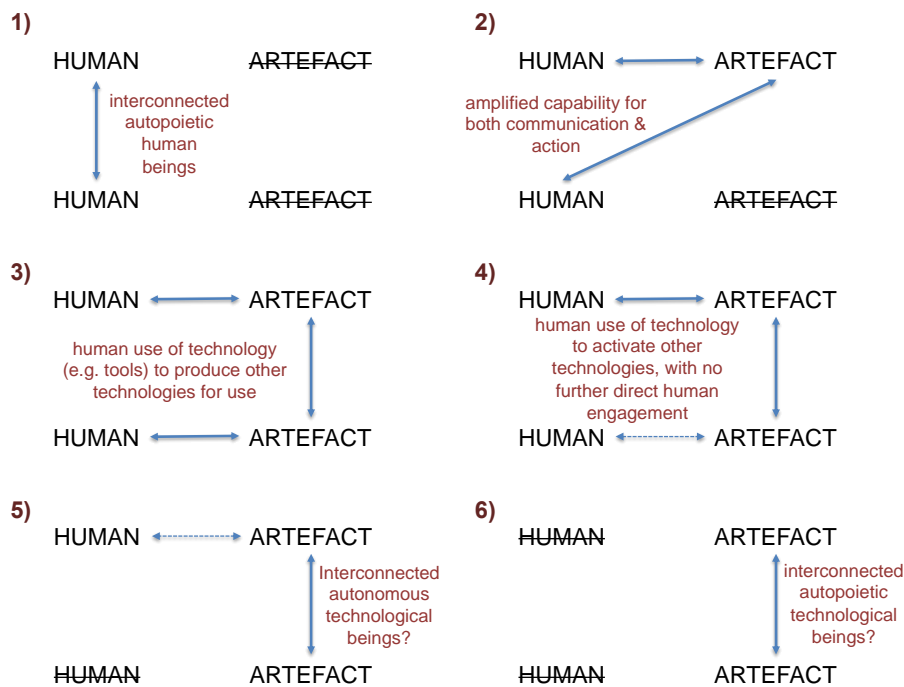 1)
HUMAN ARTEFACT
interconnected
autopoietic
human
beings
HUMAN ARTEFACT
2)
HUMAN ARTEFACT
amplified capability for
both communication &
action
HUMAN ARTEFACT
3)
HUMAN ARTEFACT
human use of technology
(e.g. tools) to produce other
technologies for use
HUMAN ARTEFACT
4)
HUMAN ARTEFACT
human use of technology
to activate other
technologies, with no
further direct human
engagement
HUMAN ARTEFACT
5)
HUMAN ARTEFACT
Interconnected
autonomous
technological
beings?
HUMAN ARTEFACT
6)
HUMAN ARTEFACT
interconnected
autopoietic
technological
beings?
HUMAN ARTEFACT